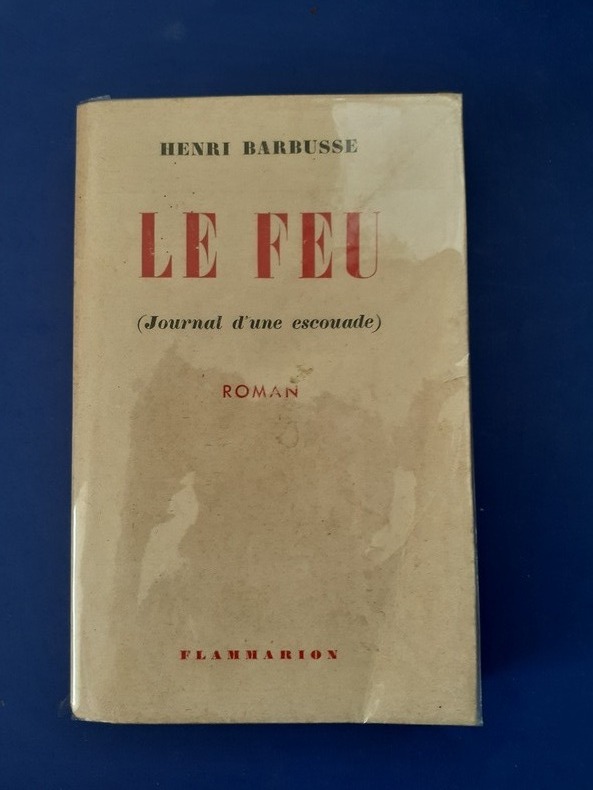 HENRI BARBUSSE
LE FEU
(Journal d'une escouade)
ROMAN
FLAMMARION